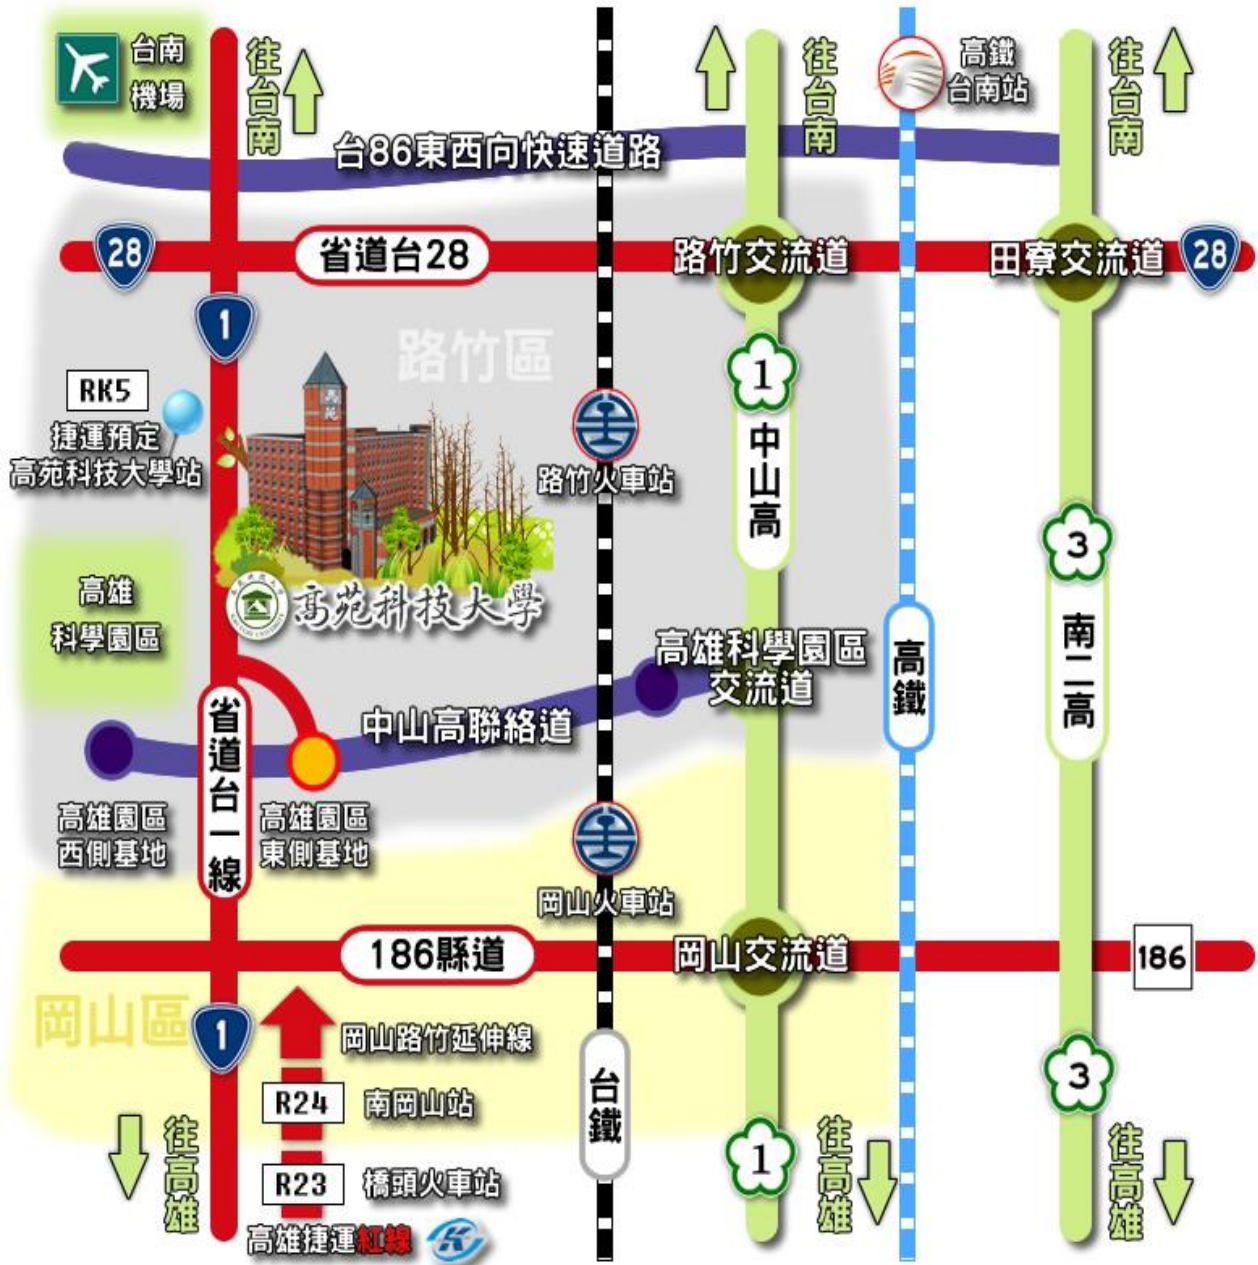 台南
機場
往台南
往台南
高鐵
台南站
往台南
台86東西向快速道路
28
省道台28
路竹交流道
田寮交流道
28
1
路竹區
1
RK5
捷運預定
高苑科技大學站
高苑
路竹火車站
中山高
3
高雄
科學園區
高苑科技大學
高雄科學園區
交流道
高鐵
南二高
省道台一線
中山高聯絡道
高雄園區
西側基地
高雄園區
東側基地
岡山火車站
186縣道
岡山交流道
186
岡山區
1
岡山路竹延伸線
3
R24
南岡山站
台鐵
往高雄
1
往高雄
往高雄
R23
橋頭火車站
高雄捷運紅線